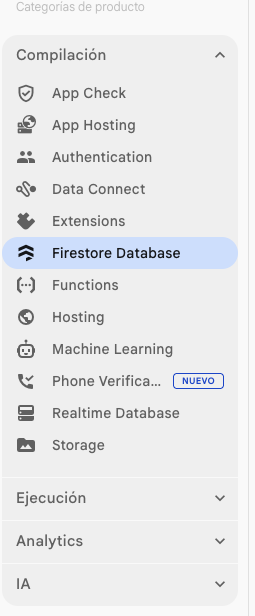 Categorías de producto
Compilación
App Check
App Hosting
Authentication
Data Connect
Extensions
Firestore Database
Functions
Hosting
Machine Learning
Phone Verifica... NUEVO
Realtime Database
Storage
Ejecución
Analytics
IA